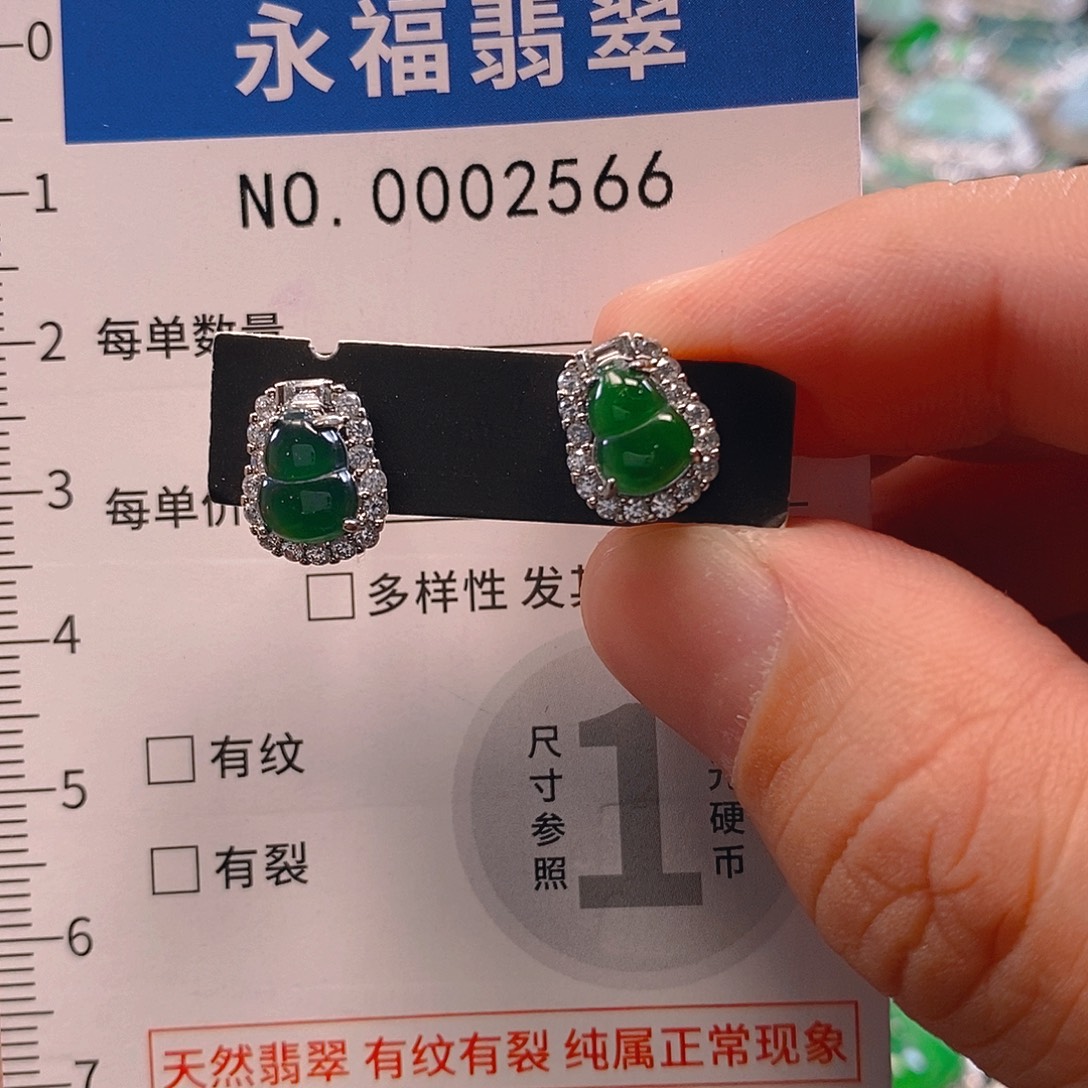 永福翡翠
NO. 0002566
每单数量
每单价
多样性 发
有纹
有裂
尺寸参照
1
元硬币
天然翡翠 有纹有裂 纯属正常现象
0
1
2
3
4
5
6
7